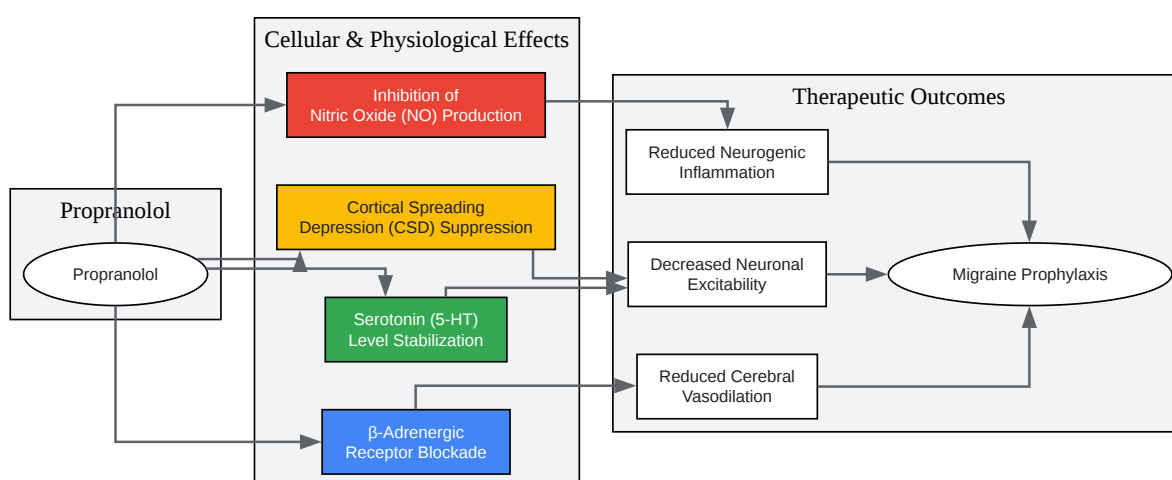 Cellular & Physiological Effects
Inhibition of
Nitric Oxide (NO) Production
Cortical Spreading
Depression (CSD) Suppression
Serotonin (5-HT)
Level Stabilization
β-Adrenergic
Receptor Blockade
Propranolol
Propranolol
Therapeutic Outcomes
Reduced Neurogenic
Inflammation
Decreased Neuronal
Excitability
Reduced Cerebral
Vasodilation
Migraine Prophylaxis